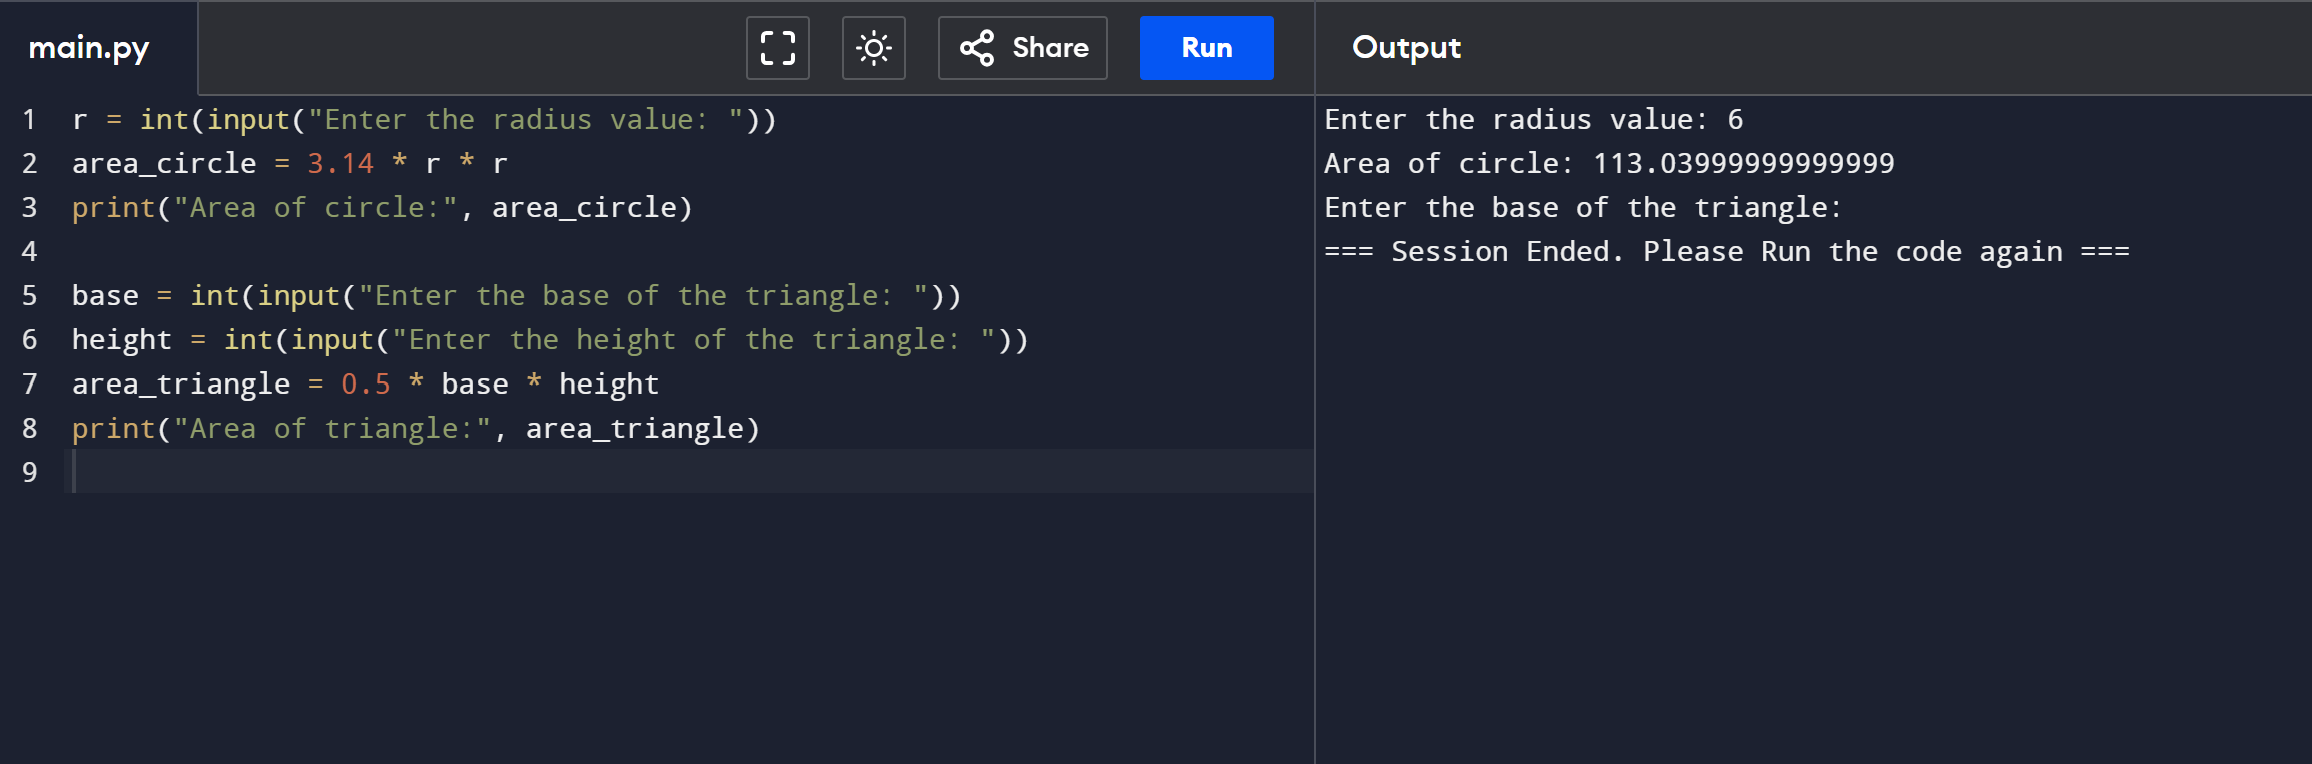 main.py
Share
Run
Output
1 r = int(input("Enter the radius value: "))
2 area_circle = 3.14 * r * r
3 print("Area of circle:", area_circle)
4
5 base = int(input("Enter the base of the triangle: "))
6 height = int(input("Enter the height of the triangle: "))
7 area_triangle = 0.5 * base * height
8 print("Area of triangle:", area_triangle)
9
Enter the radius value: 6
Area of circle: 113.03999999999999
Enter the base of the triangle:
=== Session Ended. Please Run the code again ===